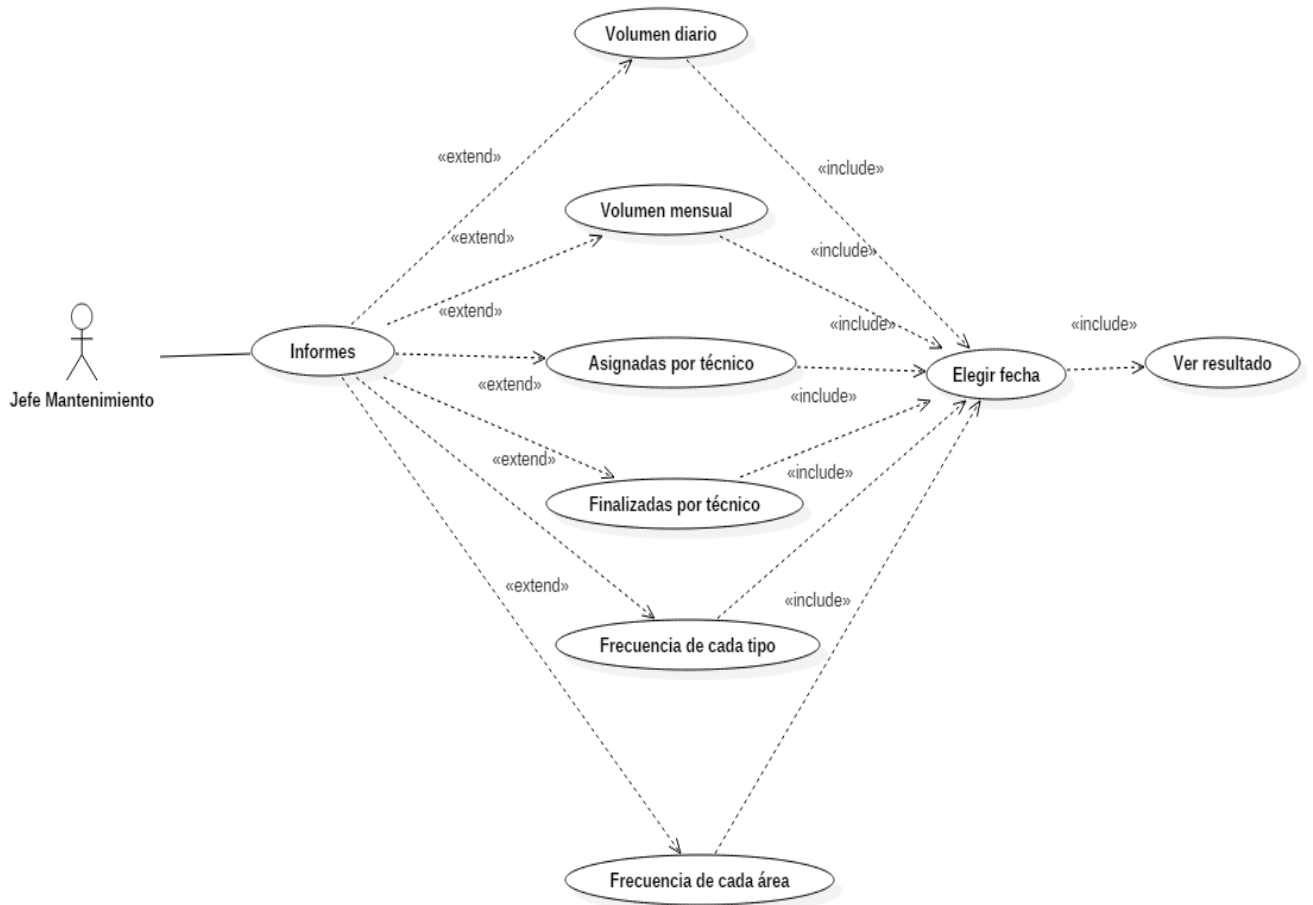 Volumen diario
«extend»
«include»
Volumen mensual
«extend»
«include»
«extend»
«include»
«include»
Jefe Mantenimiento
Informes
Asignadas por técnico
Elegir fecha
Ver resultado
«extend»
«include»
«extend»
«include»
Finalizadas por técnico
«extend»
«include»
Frecuencia de cada tipo
Frecuencia de cada área